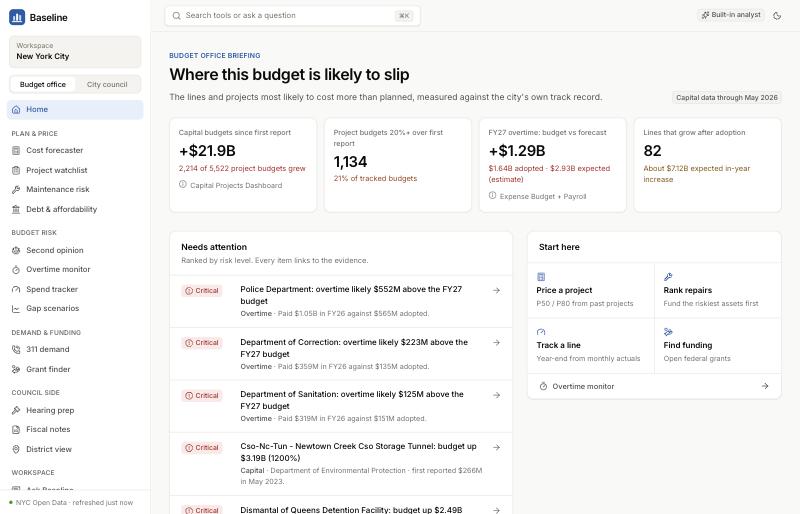 Baseline
Search tools or ask a question
⌘K
Built-in analyst
Workspace
New York City
Budget office
City council
Home
PLAN & PRICE
Cost forecaster
Project watchlist
Maintenance risk
Debt & affordability
BUDGET RISK
Second opinion
Overtime monitor
Spend tracker
Gap scenarios
DEMAND & FUNDING
311 demand
Grant finder
COUNCIL SIDE
Hearing prep
Fiscal notes
District view
WORKSPACE
Ask Baseline
NYC Open Data · refreshed just now
BUDGET OFFICE BRIEFING
Where this budget is likely to slip
The lines and projects most likely to cost more than planned, measured against the city's own track record.
Capital data through May 2026
Capital budgets since first report
+$21.9B
2,214 of 5,522 project budgets grew
Capital Projects Dashboard
Project budgets 20%+ over first
report
1,134
21% of tracked budgets
FY27 overtime: budget vs forecast
+$1.29B
$1.64B adopted · $2.93B expected
(estimate)
Expense Budget + Payroll
Lines that grow after adoption
82
About $7.12B expected in-year
increase
Needs attention
Ranked by risk level. Every item links to the evidence.
Critical
Police Department: overtime likely $552M above the FY27
budget
Overtime · Paid $1.05B in FY26 against $565M adopted.
Critical
Department of Correction: overtime likely $223M above the
FY27 budget
Overtime · Paid $359M in FY26 against $135M adopted.
Critical
Department of Sanitation: overtime likely $125M above the
FY27 budget
Overtime · Paid $319M in FY26 against $151M adopted.
Critical
Cso-Nc-Tun - Newtown Creek Cso Storage Tunnel: budget up
$3.19B (1200%)
Capital · Department of Environmental Protection · first reported $266M
in May 2023.
Critical
Dismantal of Queens Detention Facility: budget up $2.49B
Start here
Price a project
P50 / P80 from past projects
Rank repairs
Fund the riskiest assets first
Track a line
Year-end from monthly actuals
Find funding
Open federal grants
Overtime monitor